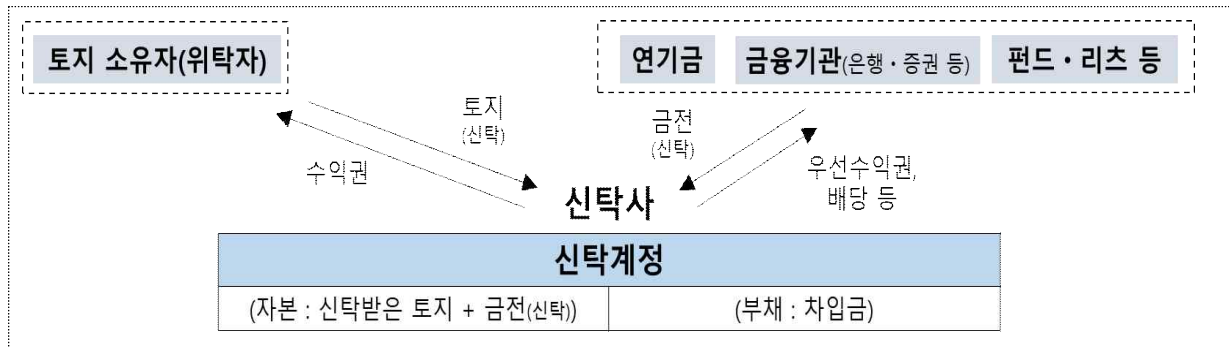 토지 소유자(위탁자)
연기금 금융기관(은행・증권 등) 펀드・리츠 등
토지
(신탁)
금전
(신탁)
수익권
우선수익권,
배당 등
신탁사
신탁계정
(자본 : 신탁받은 토지 + 금전(신탁))
(부채 : 차입금)